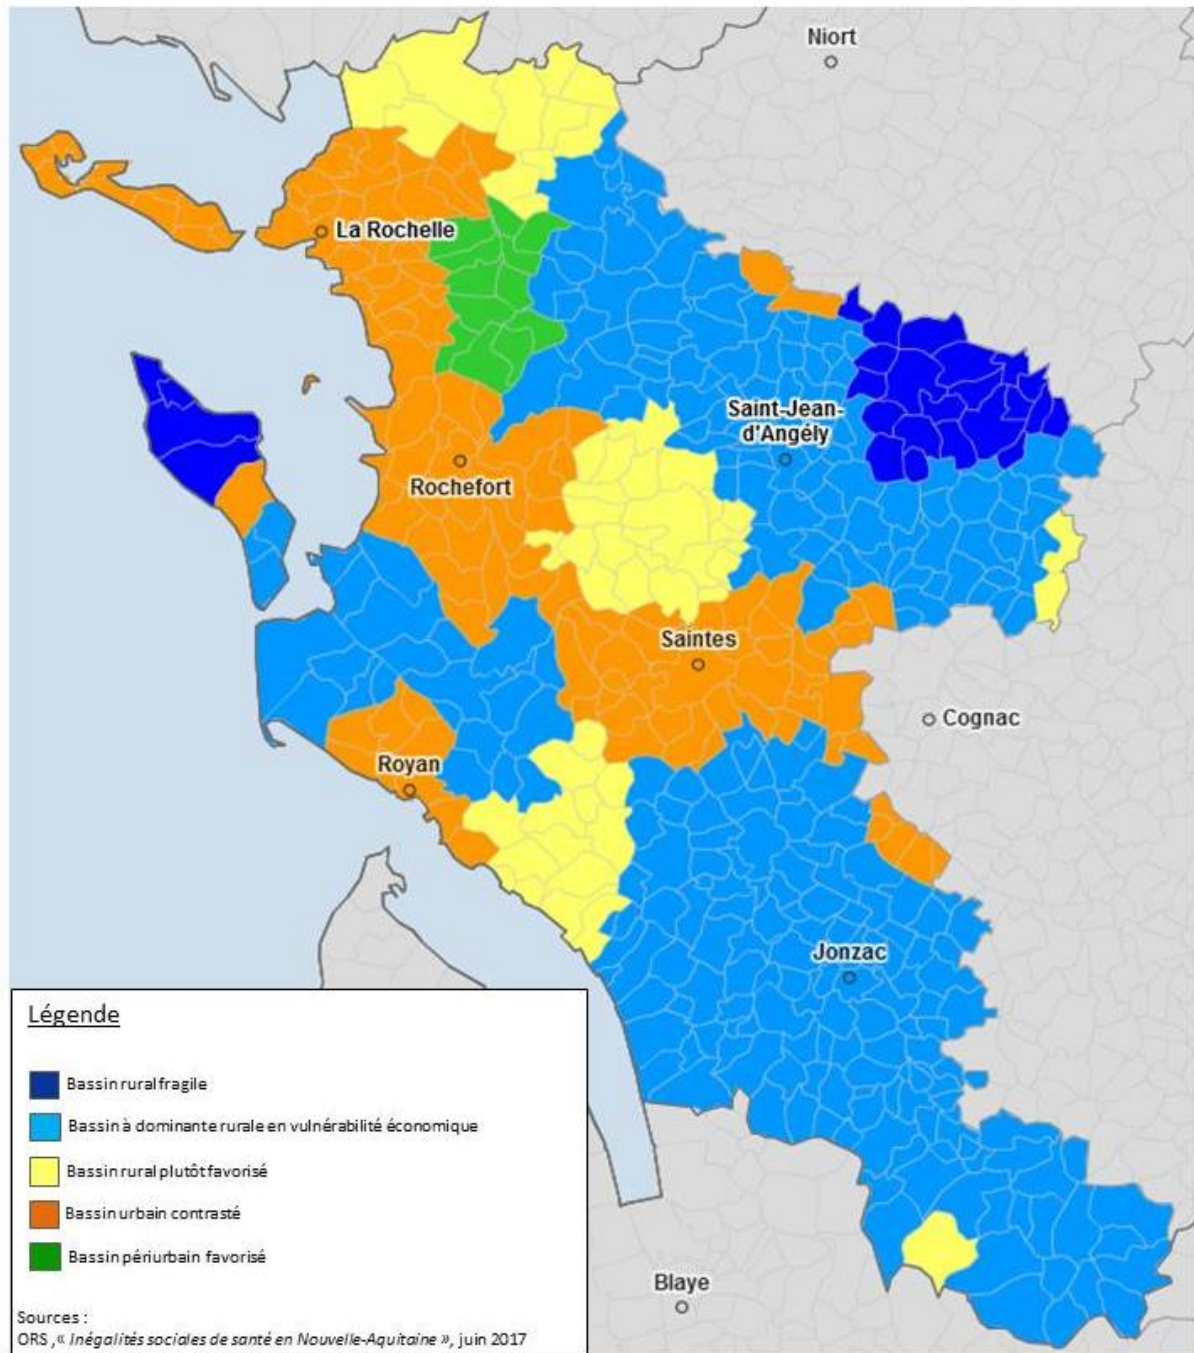 Niort
La Rochelle
Saint-Jean-
d'Angély
Rochefort
Saintes
Cognac
Royan
Jonzac
Blaye
Légende
Bassin rural fragile
Bassin à dominante rurale en vulnérabilité économique
Bassin rural plutôt favorisé
Bassin urbain contrasté
Bassin périurbain favorisé
Sources :
ORS ,« Inégalités sociales de santé en Nouvelle-Aquitaine », juin 2017